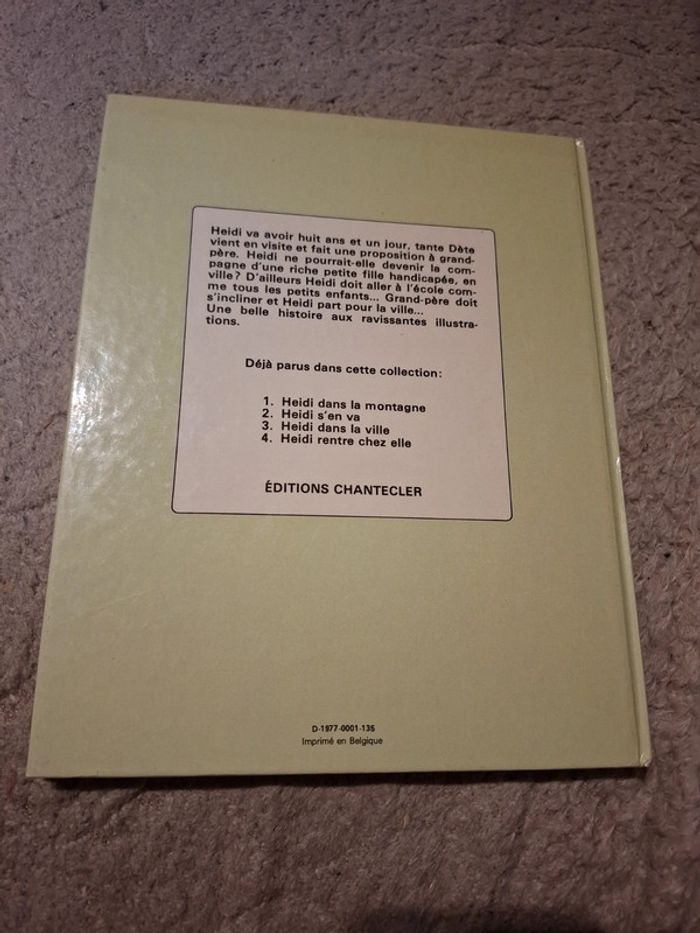 Heidi va avoir huit ans et un jour, tante Dète
vient en visite et fait une proposition à grand-
père. Heidi ne pourrait-elle devenir la com-
pagne d'une riche petite fille handicapée, en
ville? D'ailleurs Heidi doit aller à l'école com-
me tous les petits enfants... Grand-père doit
s'incliner et Heidi part pour la ville...
Une belle histoire aux ravissantes illustra-
tions.
Déjà parus dans cette collection:
1. Heidi dans la montagne
2. Heidi s'en va
3. Heidi dans la ville
4. Heidi rentre chez elle
ÉDITIONS CHANTECLER
D-1977-0001-135
Imprimé en Belgique